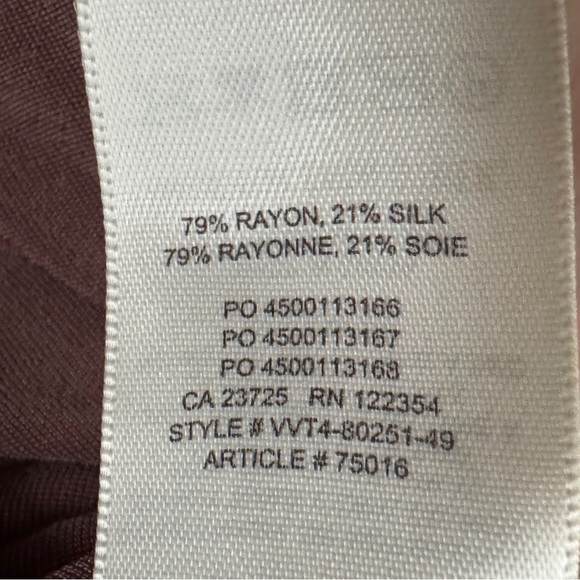 79% RAYON, 21% SILK
79% RAYONNE, 21% SOIE
PO 4500113166
PO 4500113167
PO 4500113168
CA 23725 RN 122354
STYLE # VVT4-80251-49
ARTICLE # 75016